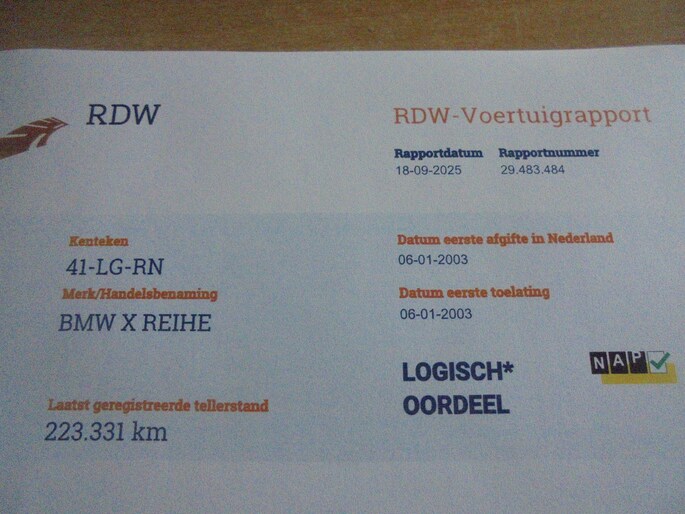 RDW
RDW-Voertuigrapport
Rapportdatum Rapportnummer
18-09-2025 29.483.484
Kenteken
41-LG-RN
Merk/Handelsbenaming
BMW X REIHE
Datum eerste afgifte in Nederland
06-01-2003
Datum eerste toelating
06-01-2003
LOGISCH*
OORDEEL
NAP
Laatst geregistreerde tellerstand
223.331 km